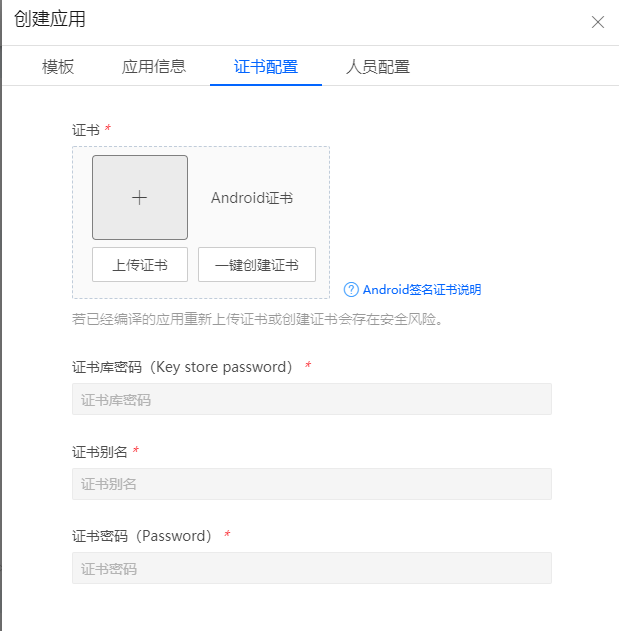 创建应用
模板 应用信息 证书配置 人员配置
证书 *
Android证书
上传证书 一键创建证书
Android签名证书说明
若已经编译的应用重新上传证书或创建证书会存在安全风险。
证书库密码（Key store password） *
证书库密码
证书别名 *
证书别名
证书密码（Password） *
证书密码